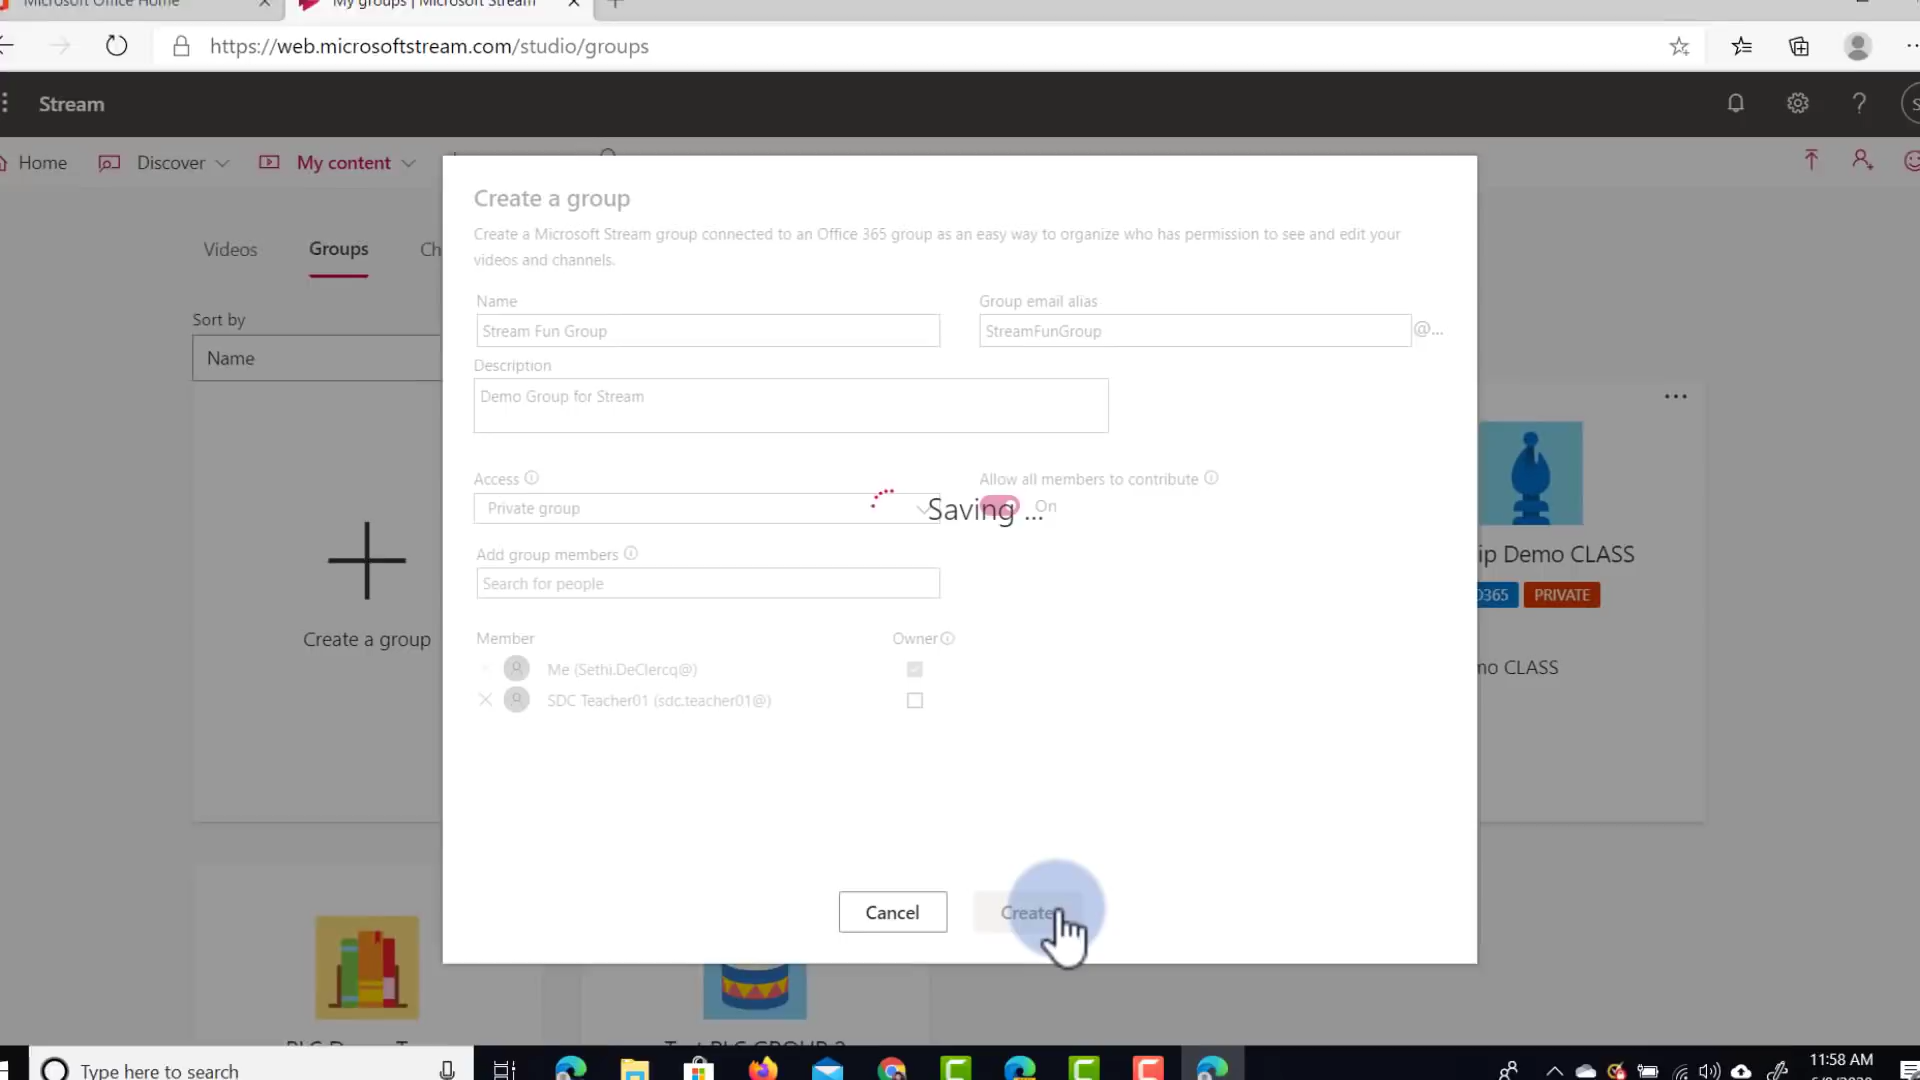 Microsoft Office Home
My groups | Microsoft Stream
https://web.microsoftstream.com/studio/groups
Stream
Home
Discover
My content
Videos
Groups
Ch
Sort by
Name
Create a group
Create a group
Create a Microsoft Stream group connected to an Office 365 group as an easy way to organize who has permission to see and edit your
videos and channels.
Name
Group email alias
Stream Fun Group
StreamFunGroup
@...
Description
Demo Group for Stream
Access
Allow all members to contribute
Private group
On
Saving ...
Add group members
Search for people
Member
Owner
Me (Sethi.DeClercq@)
SDC Teacher01 (sdc.teacher01@)
Cancel
Create
ip Demo CLASS
O365
PRIVATE
mo CLASS
Type here to search
11:58 AM